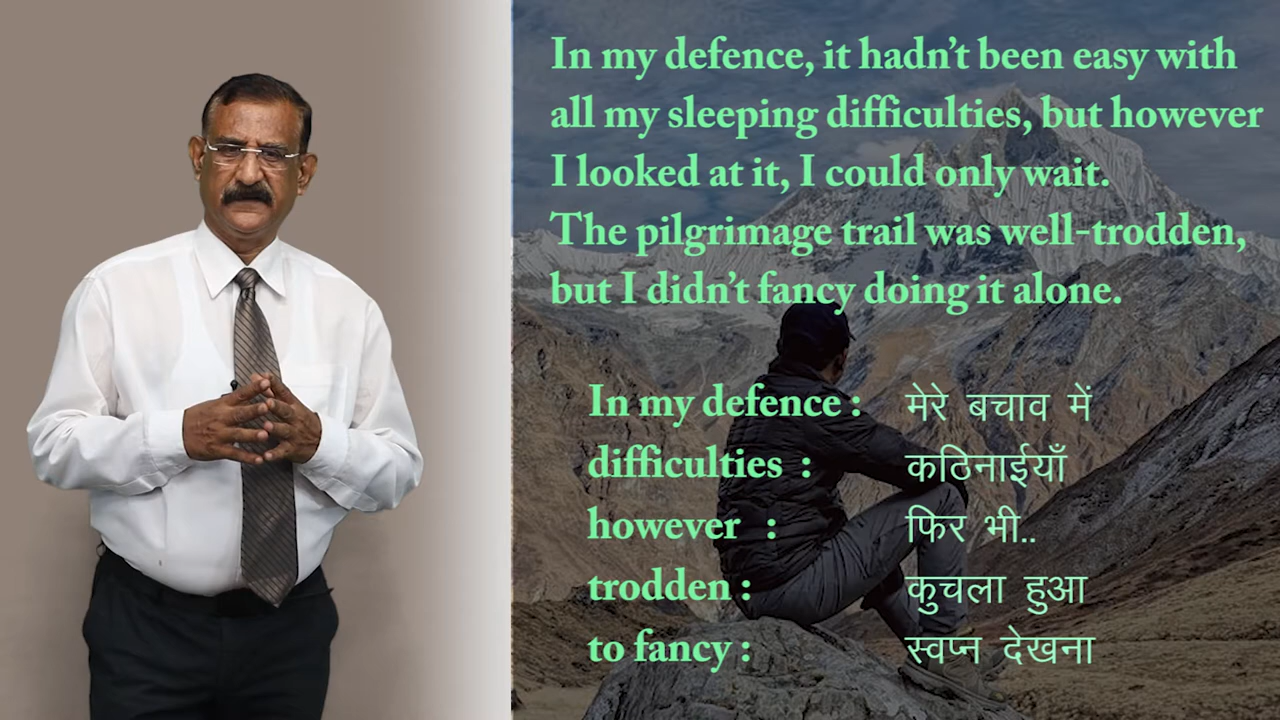 In my defence, it hadn’t been easy with
all my sleeping difficulties, but however
I looked at it, I could only wait.
The pilgrimage trail was well-trodden,
but I didn’t fancy doing it alone.
In my defence : मेरे बचाव में
difficulties : कठिनाईयाँ
however : फिर भी..
trodden : कुचला हुआ
to fancy : स्वप्न देखना